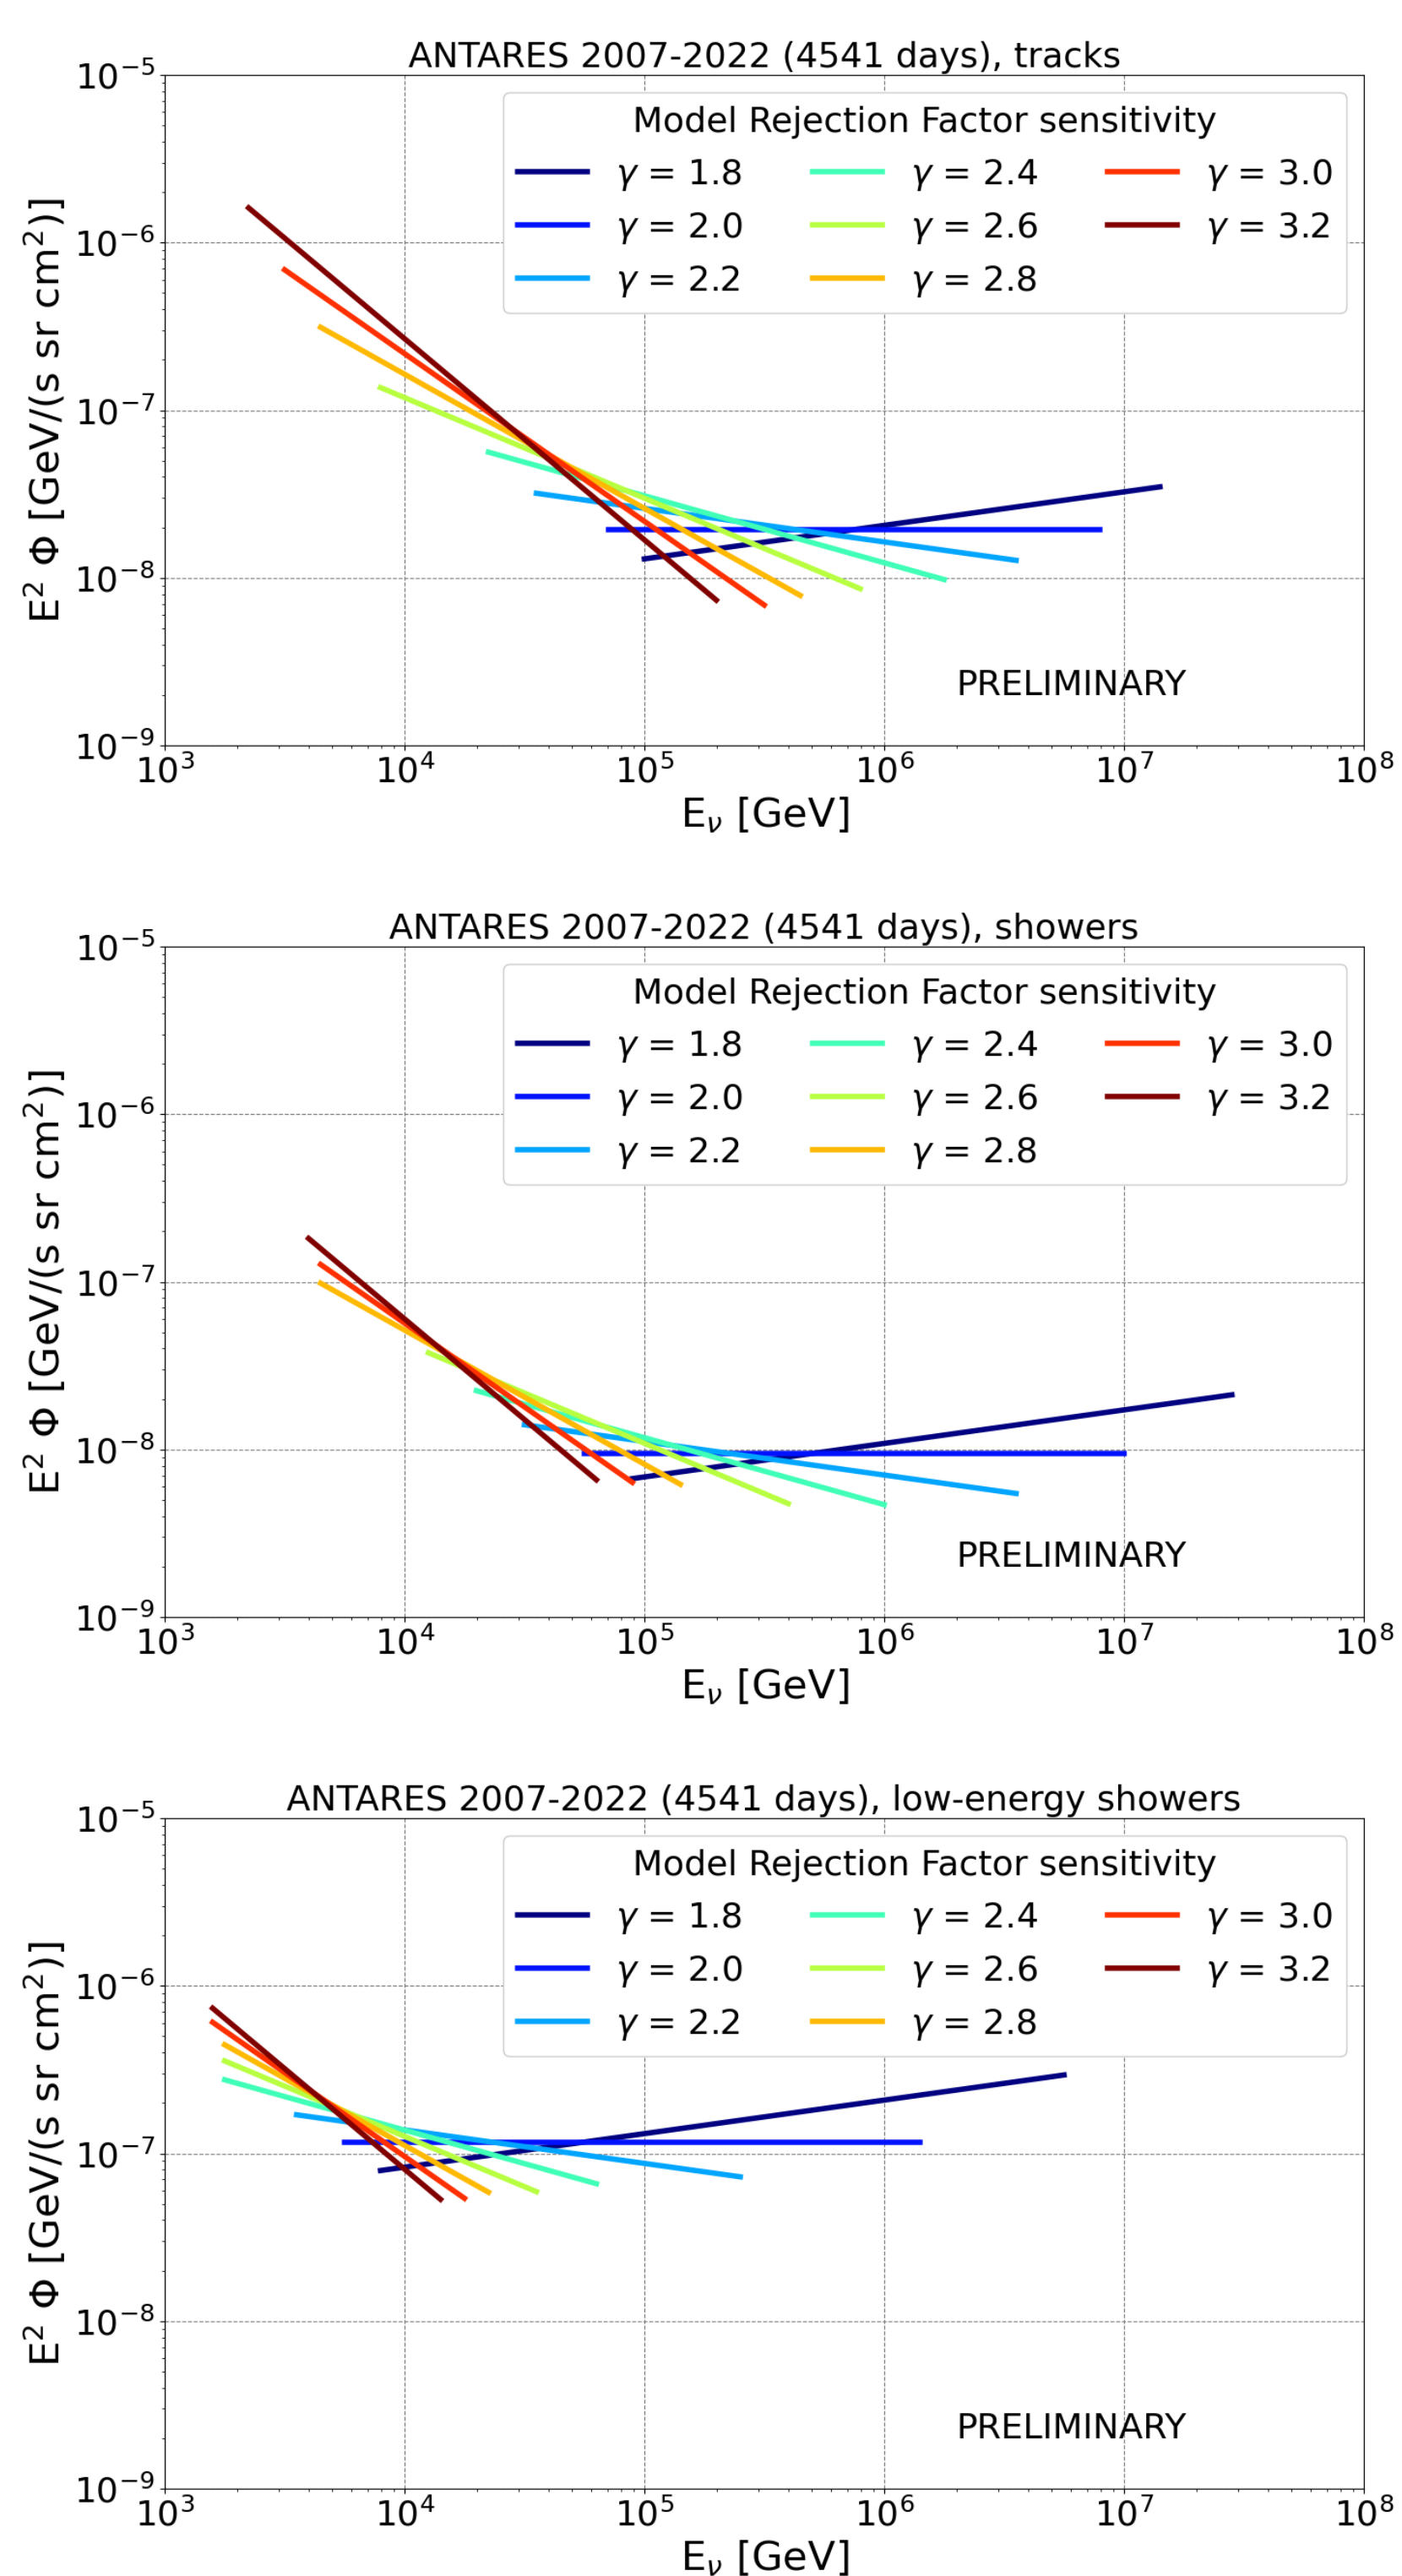 ANTARES 2007-2022 (4541 days), tracks
Model Rejection Factor sensitivity
γ = 1.8 γ = 2.4 γ = 3.0
γ = 2.0 γ = 2.6 γ = 3.2
γ = 2.2 γ = 2.8
E² Φ [GeV/(s sr cm²)]
10⁻⁵
10⁻⁶
10⁻⁷
10⁻⁸
10⁻⁹
PRELIMINARY
10³ 10⁴ 10⁵ 10⁶ 10⁷ 10⁸
Eᵥ [GeV]
ANTARES 2007-2022 (4541 days), showers
Model Rejection Factor sensitivity
γ = 1.8 γ = 2.4 γ = 3.0
γ = 2.0 γ = 2.6 γ = 3.2
γ = 2.2 γ = 2.8
E² Φ [GeV/(s sr cm²)]
10⁻⁵
10⁻⁶
10⁻⁷
10⁻⁸
10⁻⁹
PRELIMINARY
10³ 10⁴ 10⁵ 10⁶ 10⁷ 10⁸
Eᵥ [GeV]
ANTARES 2007-2022 (4541 days), low-energy showers
Model Rejection Factor sensitivity
γ = 1.8 γ = 2.4 γ = 3.0
γ = 2.0 γ = 2.6 γ = 3.2
γ = 2.2 γ = 2.8
E² Φ [GeV/(s sr cm²)]
10⁻⁵
10⁻⁶
10⁻⁷
10⁻⁸
10⁻⁹
PRELIMINARY
10³ 10⁴ 10⁵ 10⁶ 10⁷ 10⁸
Eᵥ [GeV]